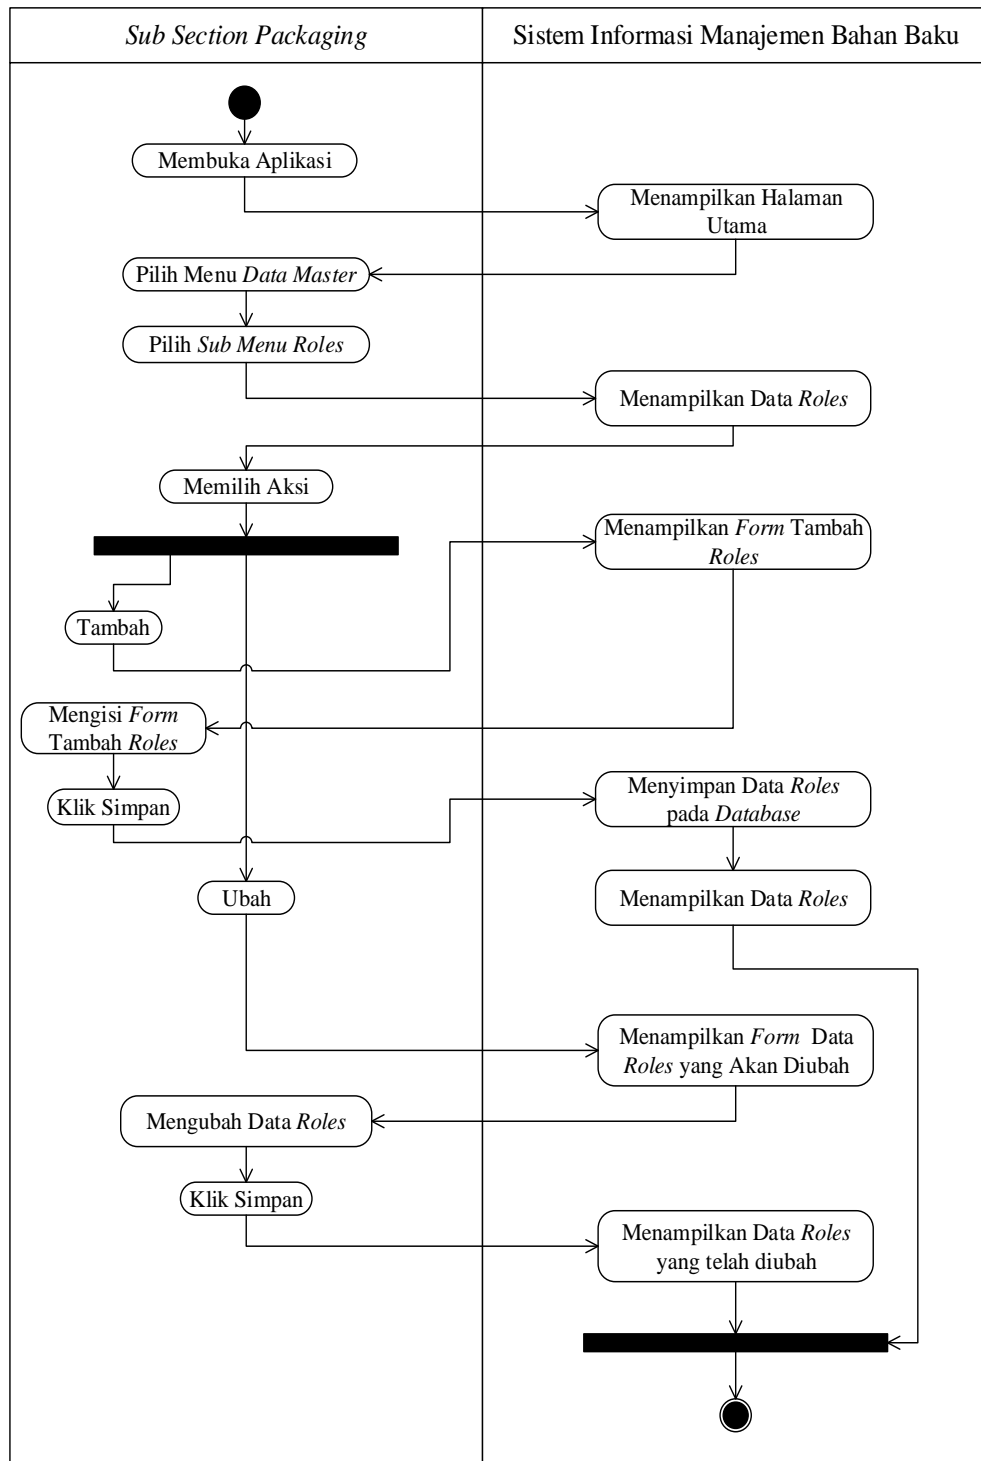 Sub Section Packaging
Sistem Informasi Manajemen Bahan Baku
Membuka Aplikasi
Menampilkan Halaman
Utama
Pilih Menu Data Master
Pilih Sub Menu Roles
Menampilkan Data Roles
Memilih Aksi
Menampilkan Form Tambah
Roles
Tambah
Mengisi Form
Tambah Roles
Klik Simpan
Menyimpan Data Roles
pada Database
Ubah
Menampilkan Data Roles
Menampilkan Form Data
Roles yang Akan Diubah
Mengubah Data Roles
Klik Simpan
Menampilkan Data Roles
yang telah diubah